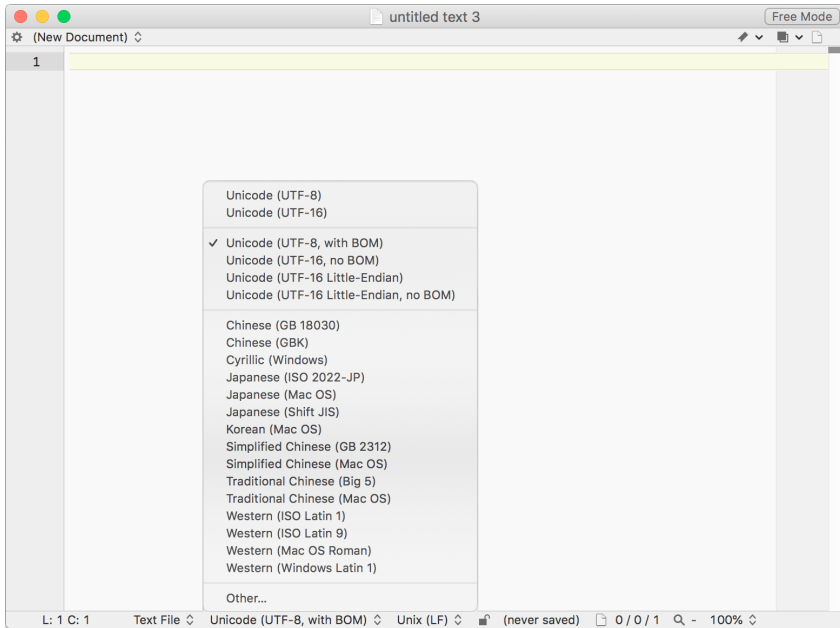 untitled text 3
Free Mode
(New Document)
1
Unicode (UTF-8)
Unicode (UTF-16)
Unicode (UTF-8, with BOM)
Unicode (UTF-16, no BOM)
Unicode (UTF-16 Little-Endian)
Unicode (UTF-16 Little-Endian, no BOM)
Chinese (GB 18030)
Chinese (GBK)
Cyrillic (Windows)
Japanese (ISO 2022-JP)
Japanese (Mac OS)
Japanese (Shift JIS)
Korean (Mac OS)
Simplified Chinese (GB 2312)
Simplified Chinese (Mac OS)
Traditional Chinese (Big 5)
Traditional Chinese (Mac OS)
Western (ISO Latin 1)
Western (ISO Latin 9)
Western (Mac OS Roman)
Western (Windows Latin 1)
Other...
L: 1 C: 1 Text File Unicode (UTF-8, with BOM) Unix (LF) (never saved) 0 / 0 / 1 - 100%